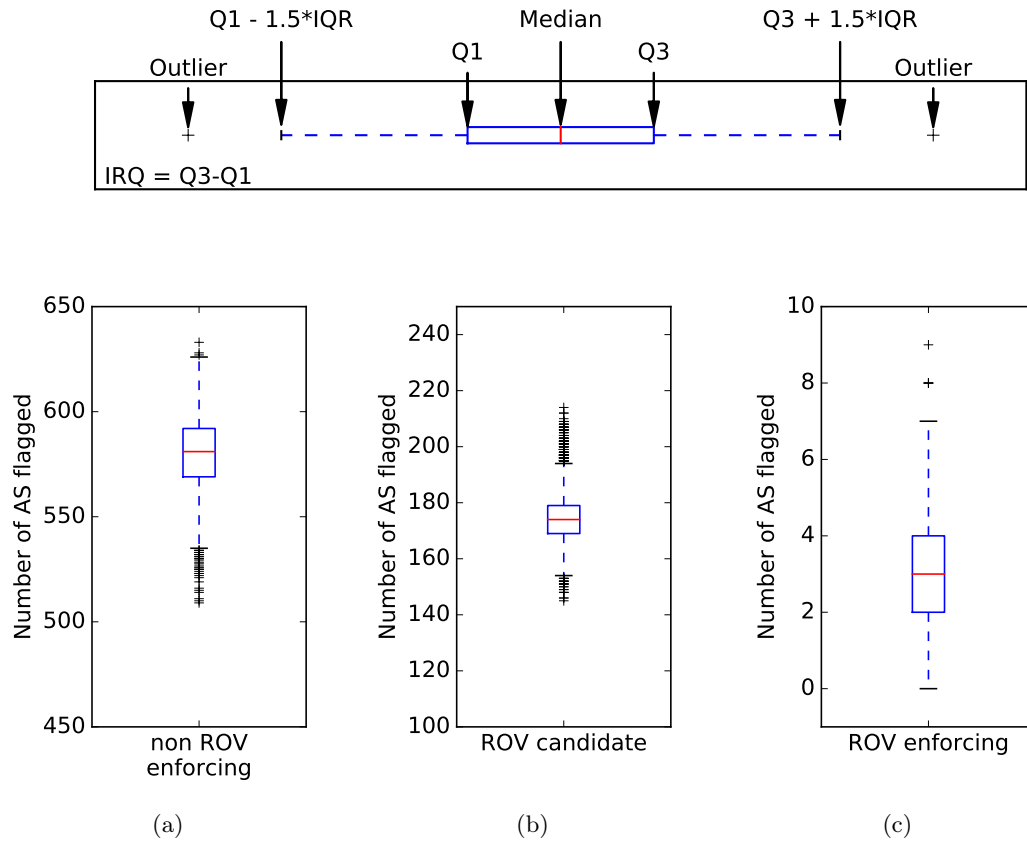 Q1 - 1.5*IQR
Median
Q3 + 1.5*IQR
Q1
Q3
Outlier
Outlier
IRQ = Q3-Q1
650
600
550
500
450
Number of AS flagged
non ROV
enforcing
(a)
240
220
200
180
160
140
120
100
Number of AS flagged
ROV candidate
(b)
10
8
6
4
2
0
Number of AS flagged
ROV enforcing
(c)